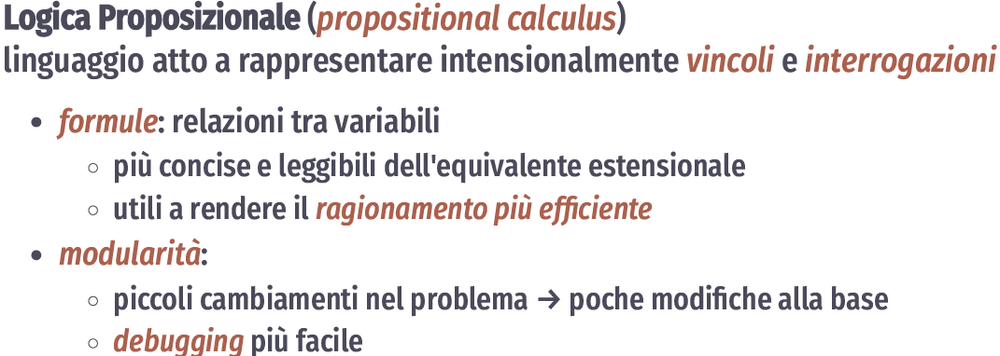 Logica Proposizionale (propositional calculus)
linguaggio atto a rappresentare intensionalmente vincoli e interrogazioni
• formule: relazioni tra variabili
◦ più concise e leggibili dell'equivalente estensionale
◦ utili a rendere il ragionamento più efficiente
• modularità:
◦ piccoli cambiamenti nel problema → poche modifiche alla base
◦ debugging più facile